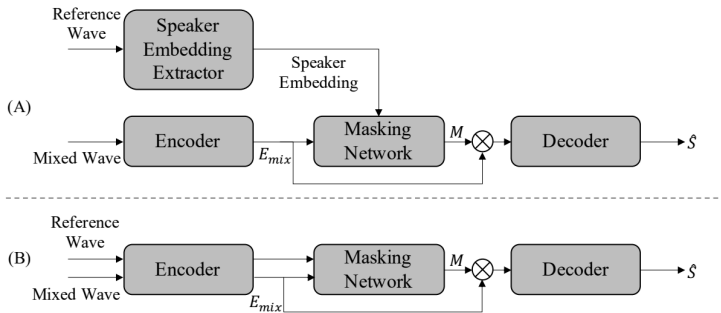 Reference
Wave
Speaker
Embedding
Extractor
Speaker
Embedding
(A)
Mixed Wave
Encoder
E_mix
Masking
Network
M
Decoder
Ŝ
Reference
Wave
(B)
Mixed Wave
Encoder
E_mix
Masking
Network
M
Decoder
Ŝ